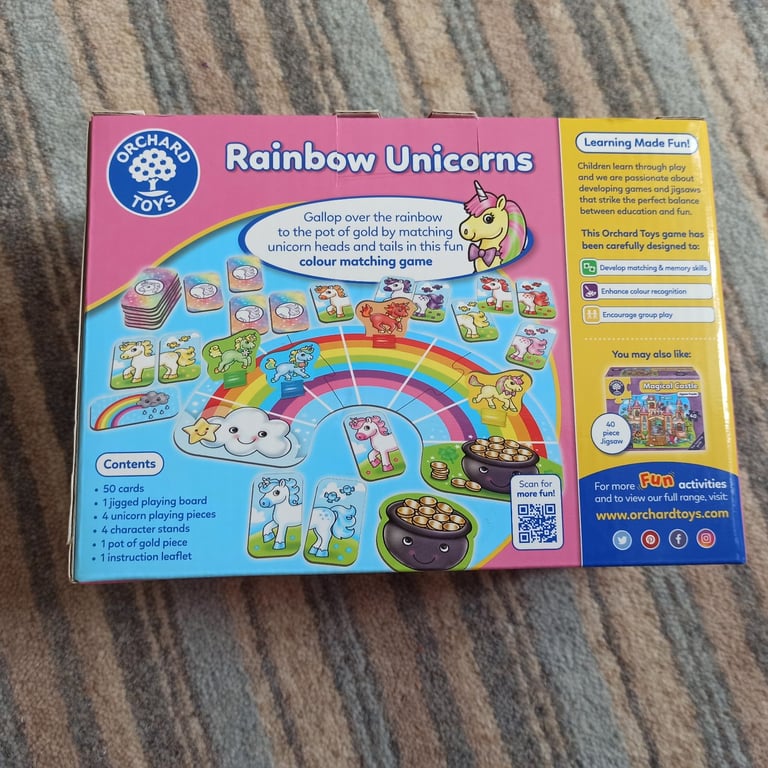 ORCHARD
TOYS
Rainbow Unicorns
Gallop over the rainbow
to the pot of gold by matching
unicorn heads and tails in this fun
colour matching game
Contents
• 50 cards
• 1 jigged playing board
• 4 unicorn playing pieces
• 4 character stands
• 1 pot of gold piece
• 1 instruction leaflet
Scan for
more fun!
Learning Made Fun!
Children learn through play
and we are passionate about
developing games and jigsaws
that strike the perfect balance
between education and fun.
This Orchard Toys game has
been carefully designed to:
Develop matching & memory skills
Enhance colour recognition
Encourage group play
You may also like:
Magical Castle
40
piece
Jigsaw
For more Fun activities
and to view our full range, visit:
www.orchardtoys.com